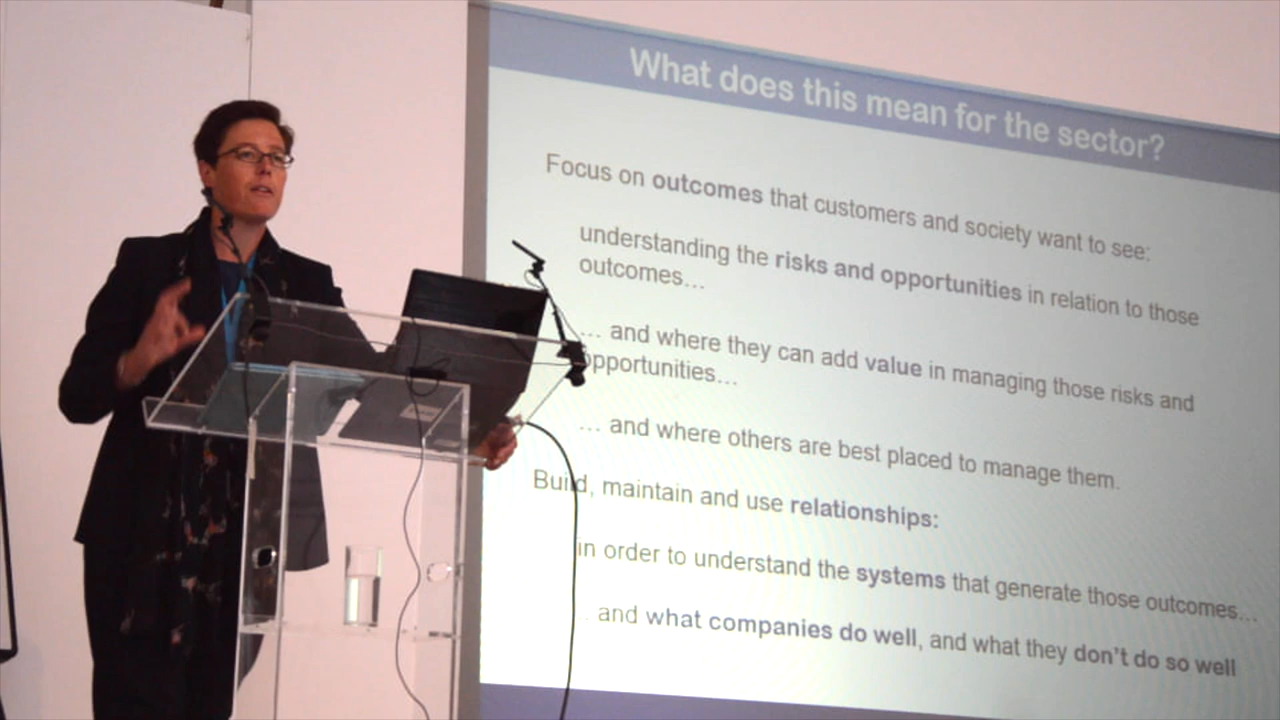 What does this mean for the sector?
Focus on outcomes that customers and society want to see:
understanding the risks and opportunities in relation to those
outcomes…
… and where they can add value in managing those risks and
opportunities…
… and where others are best placed to manage them.
Build, maintain and use relationships:
in order to understand the systems that generate those outcomes…
. and what companies do well, and what they don't do so well